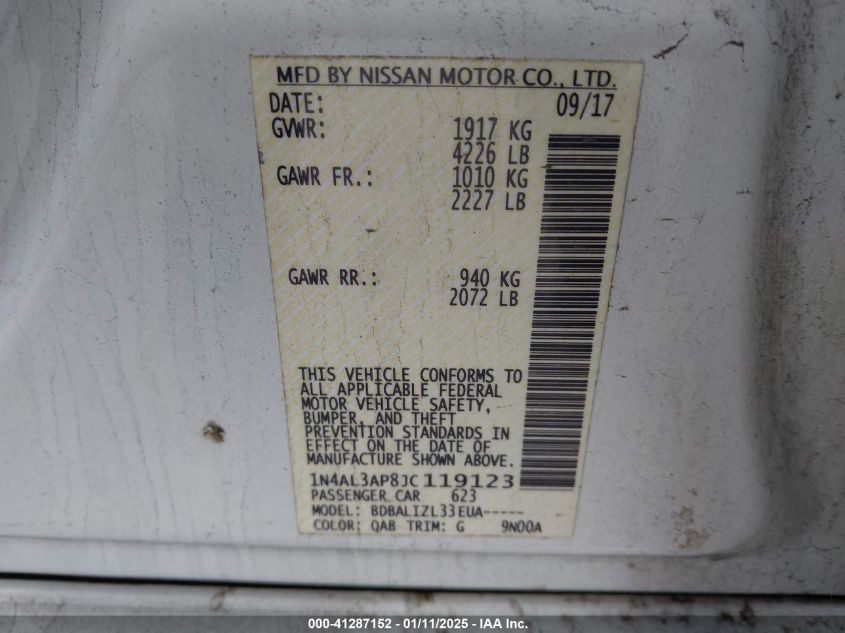 MFD BY NISSAN MOTOR CO., LTD.
DATE: 09/17
GVWR: 1917 KG
4226 LB
GAWR FR.: 1010 KG
2227 LB
GAWR RR.: 940 KG
2072 LB
THIS VEHICLE CONFORMS TO
ALL APPLICABLE FEDERAL
MOTOR VEHICLE SAFETY,
BUMPER, AND THEFT
PREVENTION STANDARDS IN
EFFECT ON THE DATE OF
MANUFACTURE SHOWN ABOVE.
1N4AL3AP8JC119123
PASSENGER CAR 623
MODEL: BDBALIZL33EUA-----
COLOR: QAB TRIM: G 9N00A
000-41287152 - 01/11/2025 - IAA Inc.